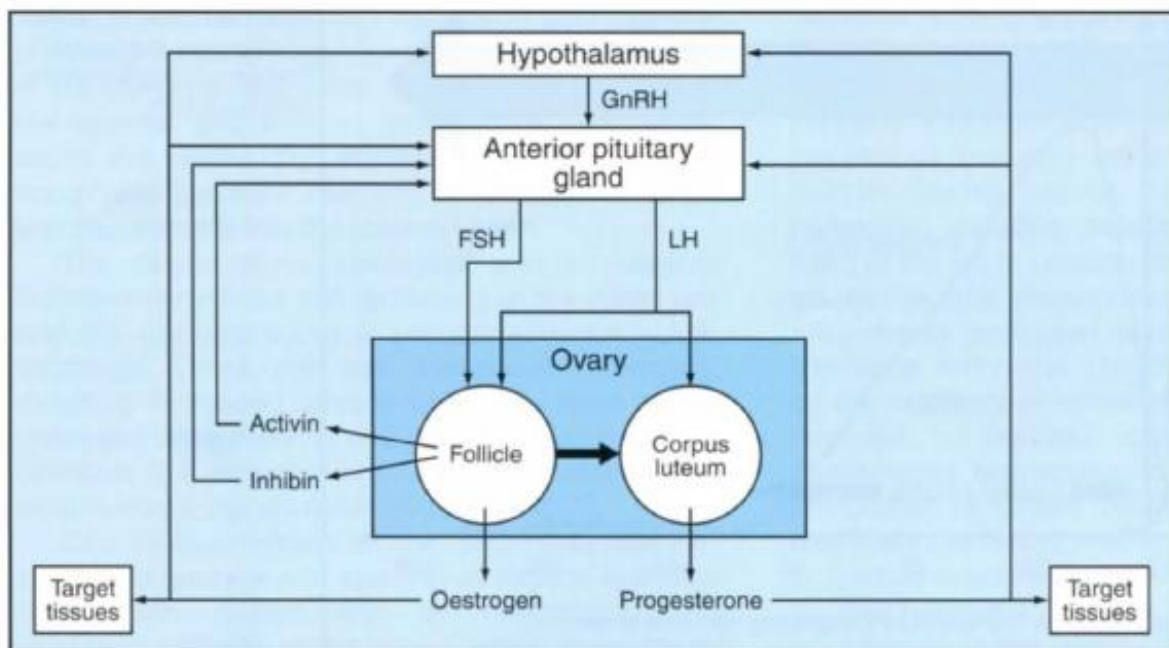 Hypothalamus
GnRH
Anterior pituitary
gland
FSH
LH
Ovary
Activin
Inhibin
Follicle
Corpus
luteum
Target
tissues
Oestrogen
Progesterone
Target
tissues